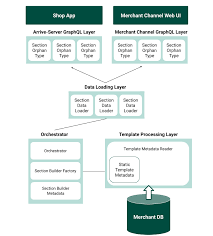 Shop App
Merchant Channel Web UI
Arrive-Server GraphQL Layer
Merchant Channel GraphQL Layer
Section Orphan Type
Section Orphan Type
Section Orphan Type
Section Orphan Type
Section Orphan Type
Section Orphan Type
Data Loading Layer
Section Data Loader
Section Data Loader
Section Data Loader
Orchestrator
Template Processing Layer
Orchestrator
Section Builder Factory
Section Builder Metadata
Template Metadata Reader
Static Template Metadata
Merchant DB